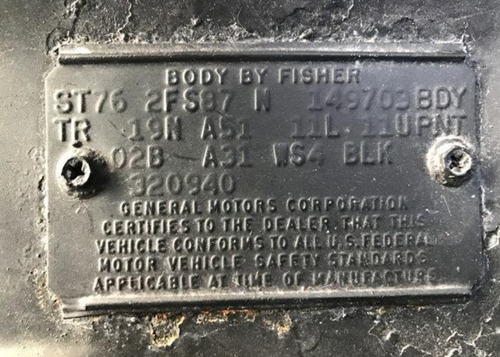 BODY BY FISHER
ST76 2FS87 N 149703 BDY
TR 19N A51 11L 11U PNT
02B A31 WS4 BLK
320940
GENERAL MOTORS CORPORATION
CERTIFIES TO THE DEALER THAT THIS
VEHICLE CONFORMS TO ALL U.S. FEDERAL
MOTOR VEHICLE SAFETY STANDARDS
APPLICABLE AT TIME OF MANUFACTURE